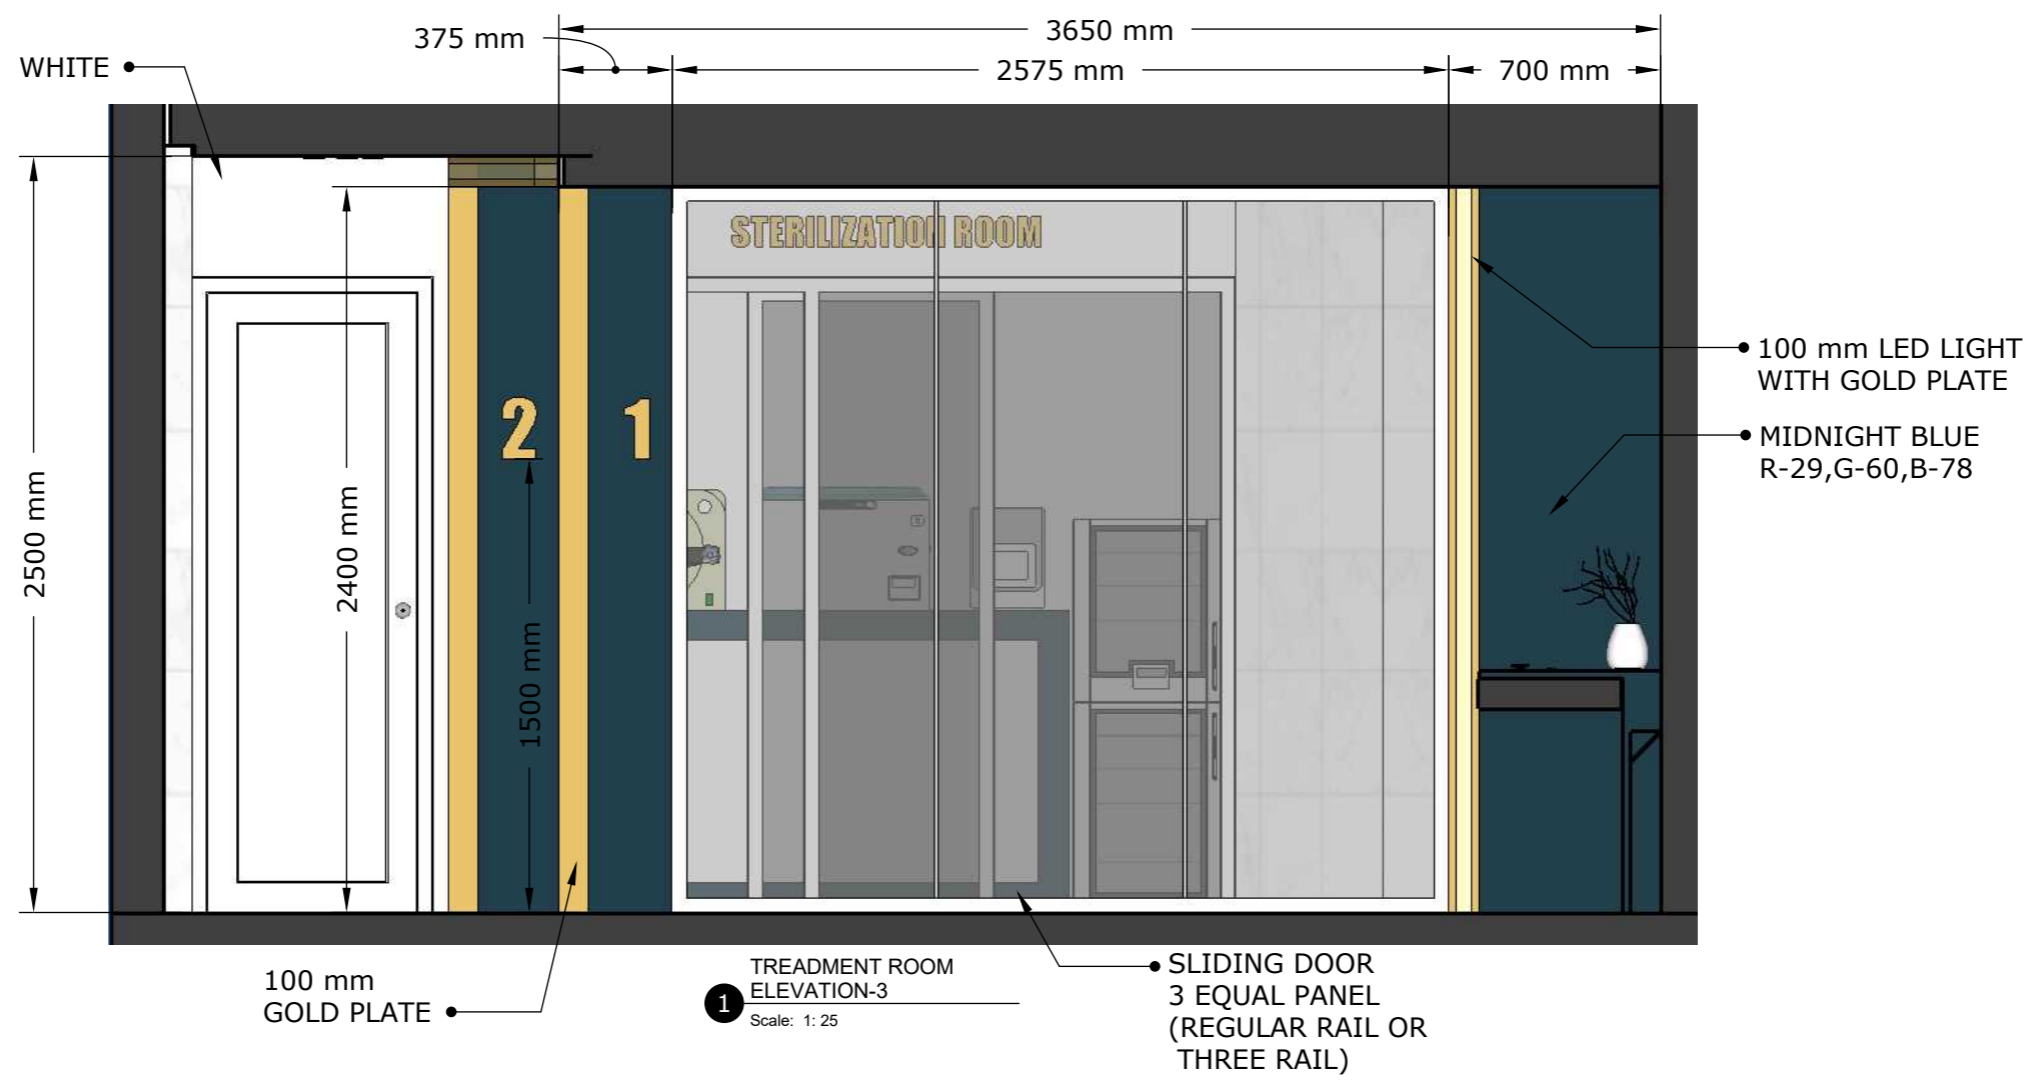 3650 mm
375 mm
2575 mm
700 mm
WHITE
STERILIZATION ROOM
100 mm LED LIGHT
WITH GOLD PLATE
2
1
MIDNIGHT BLUE
R-29,G-60,B-78
2500 mm
2400 mm
1500 mm
100 mm
GOLD PLATE
1
TREADMENT ROOM
ELEVATION-3
Scale: 1: 25
SLIDING DOOR
3 EQUAL PANEL
(REGULAR RAIL OR
THREE RAIL)